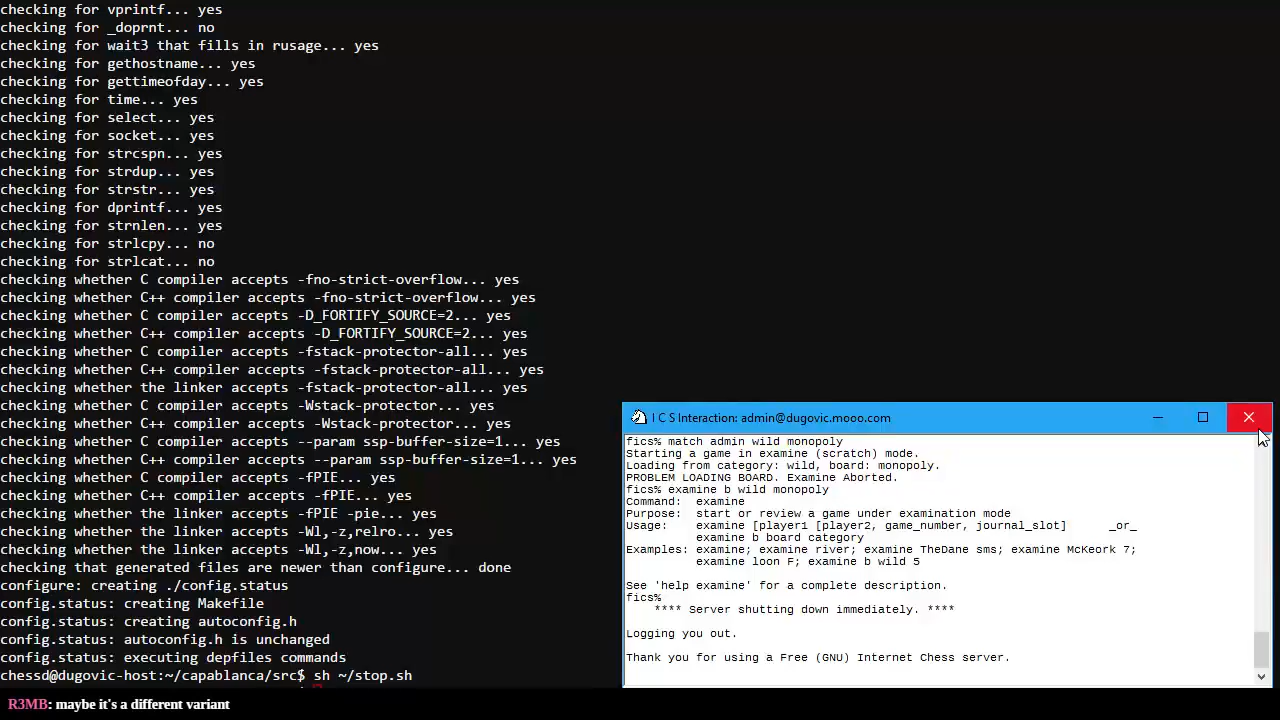 checking for vprintf... yes
checking for _doprnt... no
checking for wait3 that fills in rusage... yes
checking for gethostname... yes
checking for gettimeofday... yes
checking for time... yes
checking for select... yes
checking for socket... yes
checking for strcspn... yes
checking for strdup... yes
checking for strstr... yes
checking for dprintf... yes
checking for strnlen... yes
checking for strlcpy... no
checking for strlcat... no
checking whether C compiler accepts -fno-strict-overflow... yes
checking whether C++ compiler accepts -fno-strict-overflow... yes
checking whether C compiler accepts -D_FORTIFY_SOURCE=2... yes
checking whether C++ compiler accepts -D_FORTIFY_SOURCE=2... yes
checking whether C compiler accepts -fstack-protector-all... yes
checking whether C++ compiler accepts -fstack-protector-all... yes
checking whether the linker accepts -fstack-protector-all... yes
checking whether C compiler accepts -Wstack-protector... yes
checking whether C++ compiler accepts -Wstack-protector... yes
checking whether C compiler accepts --param ssp-buffer-size=1... yes
checking whether C++ compiler accepts --param ssp-buffer-size=1... yes
checking whether C compiler accepts -fPIE... yes
checking whether C++ compiler accepts -fPIE... yes
checking whether the linker accepts -fPIE -pie... yes
checking whether the linker accepts -Wl,-z,relro... yes
checking whether the linker accepts -Wl,-z,now... yes
checking that generated files are newer than configure... done
configure: creating ./config.status
config.status: creating Makefile
config.status: creating autoconfig.h
config.status: autoconfig.h is unchanged
config.status: executing depfiles commands
chessd@dugovic-host:~/capablanca/src$ sh ~/stop.sh
I C S Interaction: admin@dugovic.mooo.com
fics% match admin wild monopoly
Starting a game in examine (scratch) mode.
Loading from category: wild, board: monopoly.
PROBLEM LOADING BOARD. Examine Aborted.
fics% examine b wild monopoly
Command:  examine
Purpose:  start or review a game under examination mode
Usage:    examine [player1 [player2, game_number, journal_slot]      _or_
          examine b board category
Examples: examine; examine river; examine TheDane sms; examine McKeork 7;
          examine loon F; examine b wild 5
See 'help examine' for a complete description.
fics%
    **** Server shutting down immediately. ****
Logging you out.
Thank you for using a Free (GNU) Internet Chess server.
R3MB: maybe it's a different variant